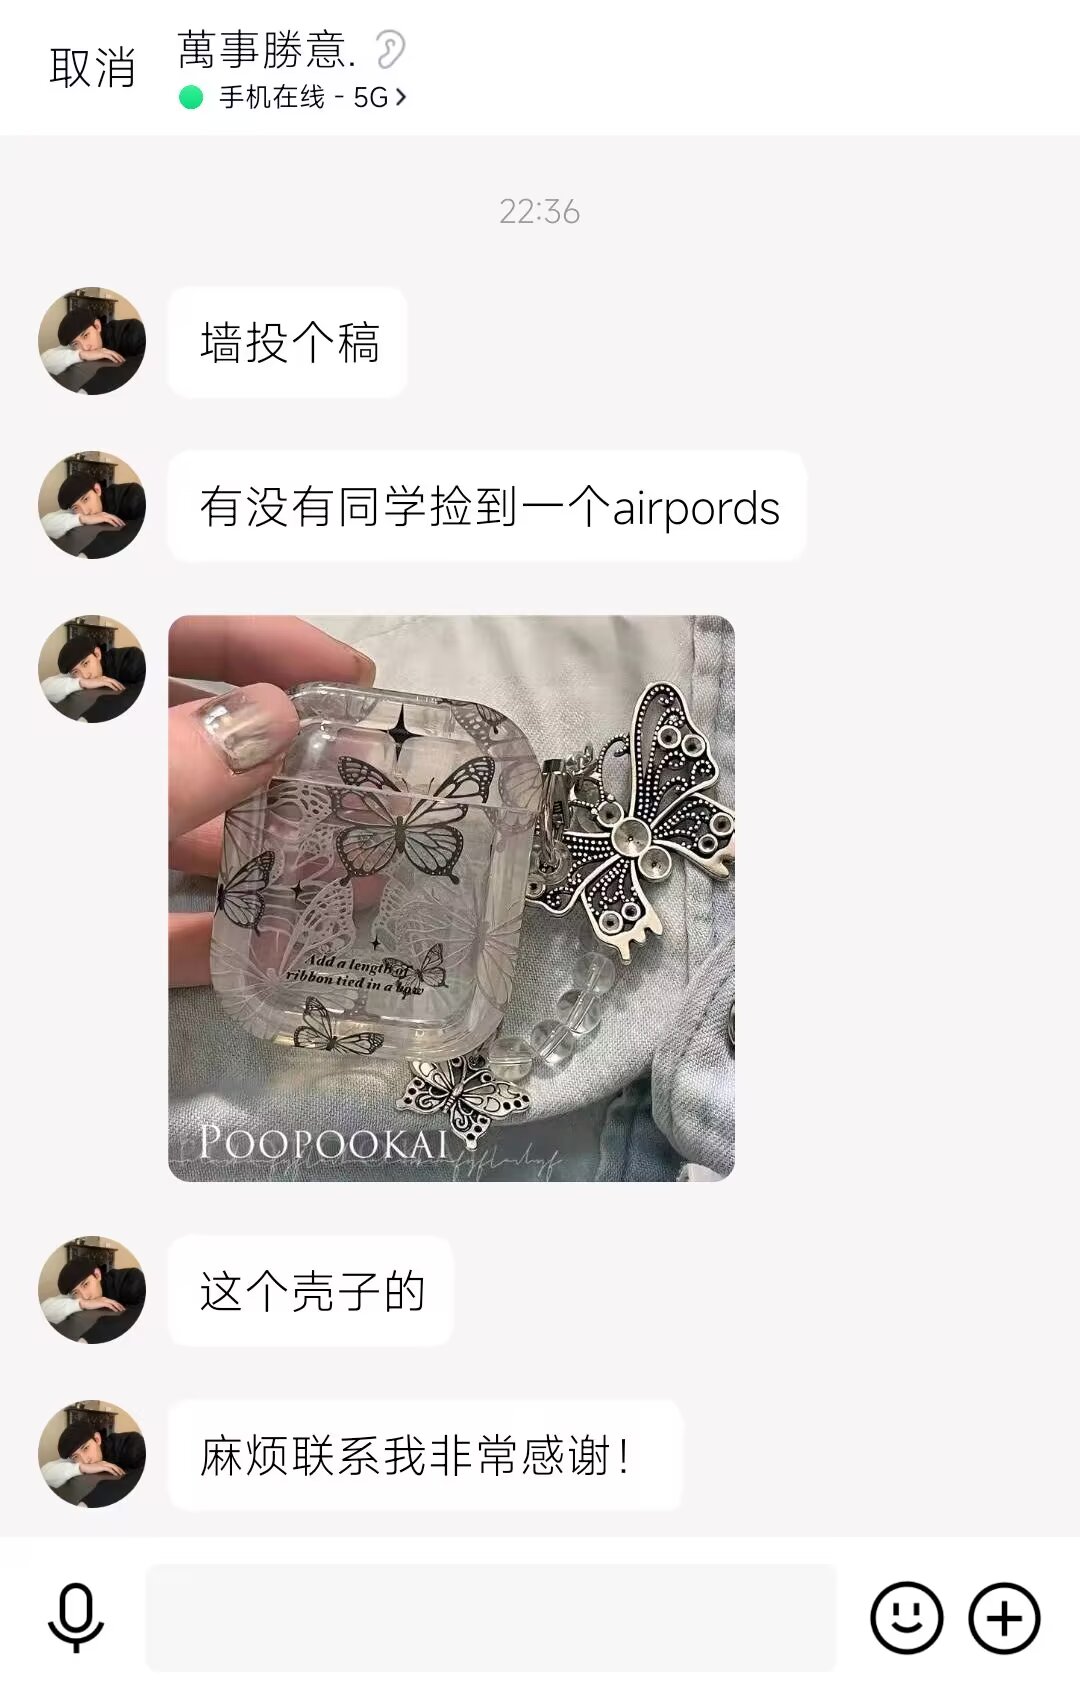 取消
萬事勝意.
手机在线 - 5G
22:36
墙投个稿
有没有同学捡到一个airpords
Add a length of
ribbon tied in a bow
POOPOOKAI
这个壳子的
麻烦联系我非常感谢!